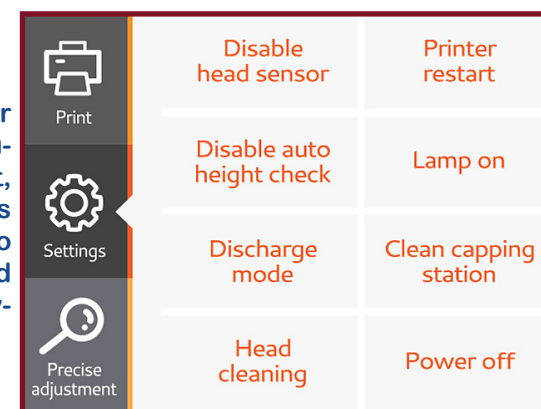 Print
Settings
Precise
adjustment
Disable
head sensor
Printer
restart
Disable auto
height check
Lamp on
Discharge
mode
Clean capping
station
Head
cleaning
Power off